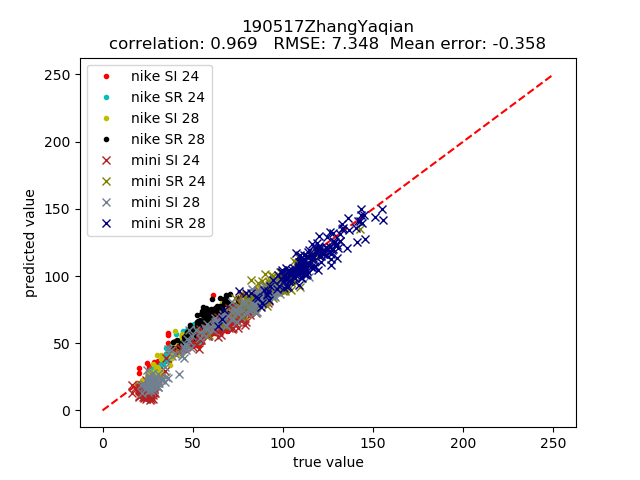 190517ZhangYaqian
correlation: 0.969   RMSE: 7.348  Mean error: -0.358
nike SI 24
nike SR 24
nike SI 28
nike SR 28
mini SI 24
mini SR 24
mini SI 28
mini SR 28
predicted value
250
200
150
100
50
0
0 50 100 150 200 250
true value